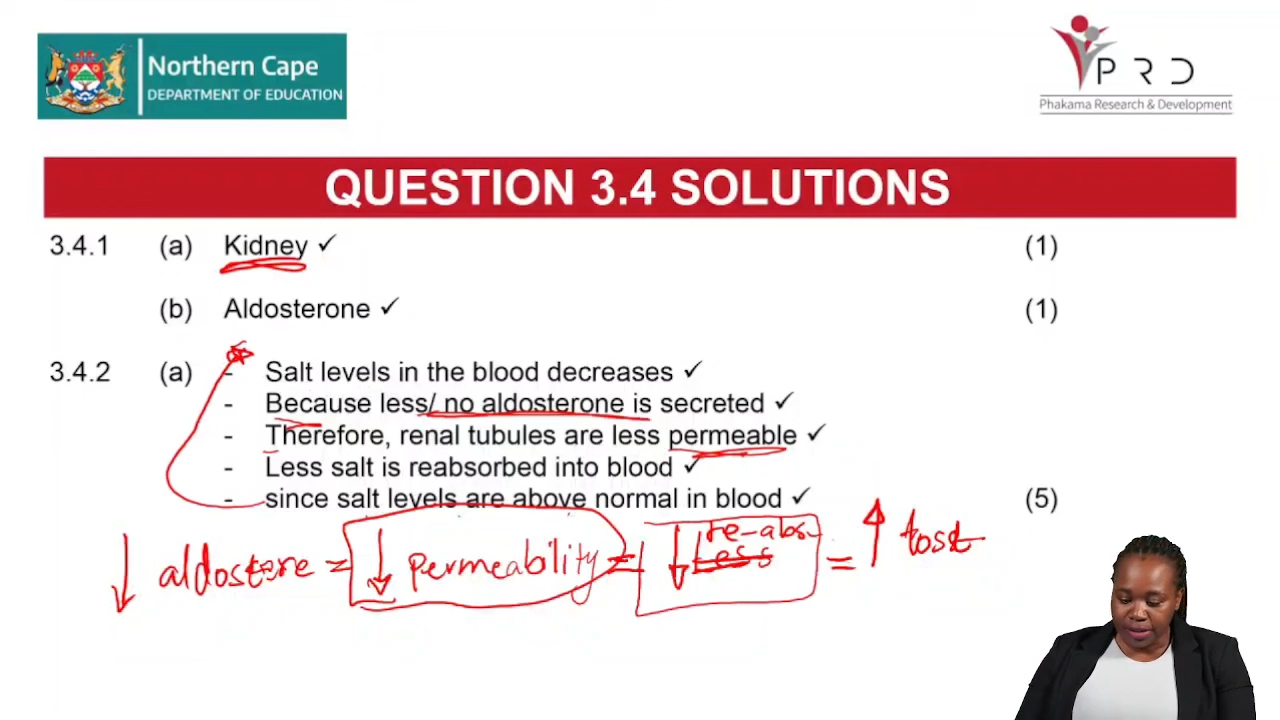 Northern Cape
DEPARTMENT OF EDUCATION
PRD
Phakama Research & Development
QUESTION 3.4 SOLUTIONS
3.4.1 (a) Kidney ✓ (1)
(b) Aldosterone ✓ (1)
3.4.2 (a) - Salt levels in the blood decreases ✓
- Because less/ no aldosterone is secreted ✓
- Therefore, renal tubules are less permeable ✓
- Less salt is reabsorbed into blood ✓
- since salt levels are above normal in blood ✓ (5)
re-abs.
↓ aldostere = ↓ permeability = ↓ Less = ↑ lost